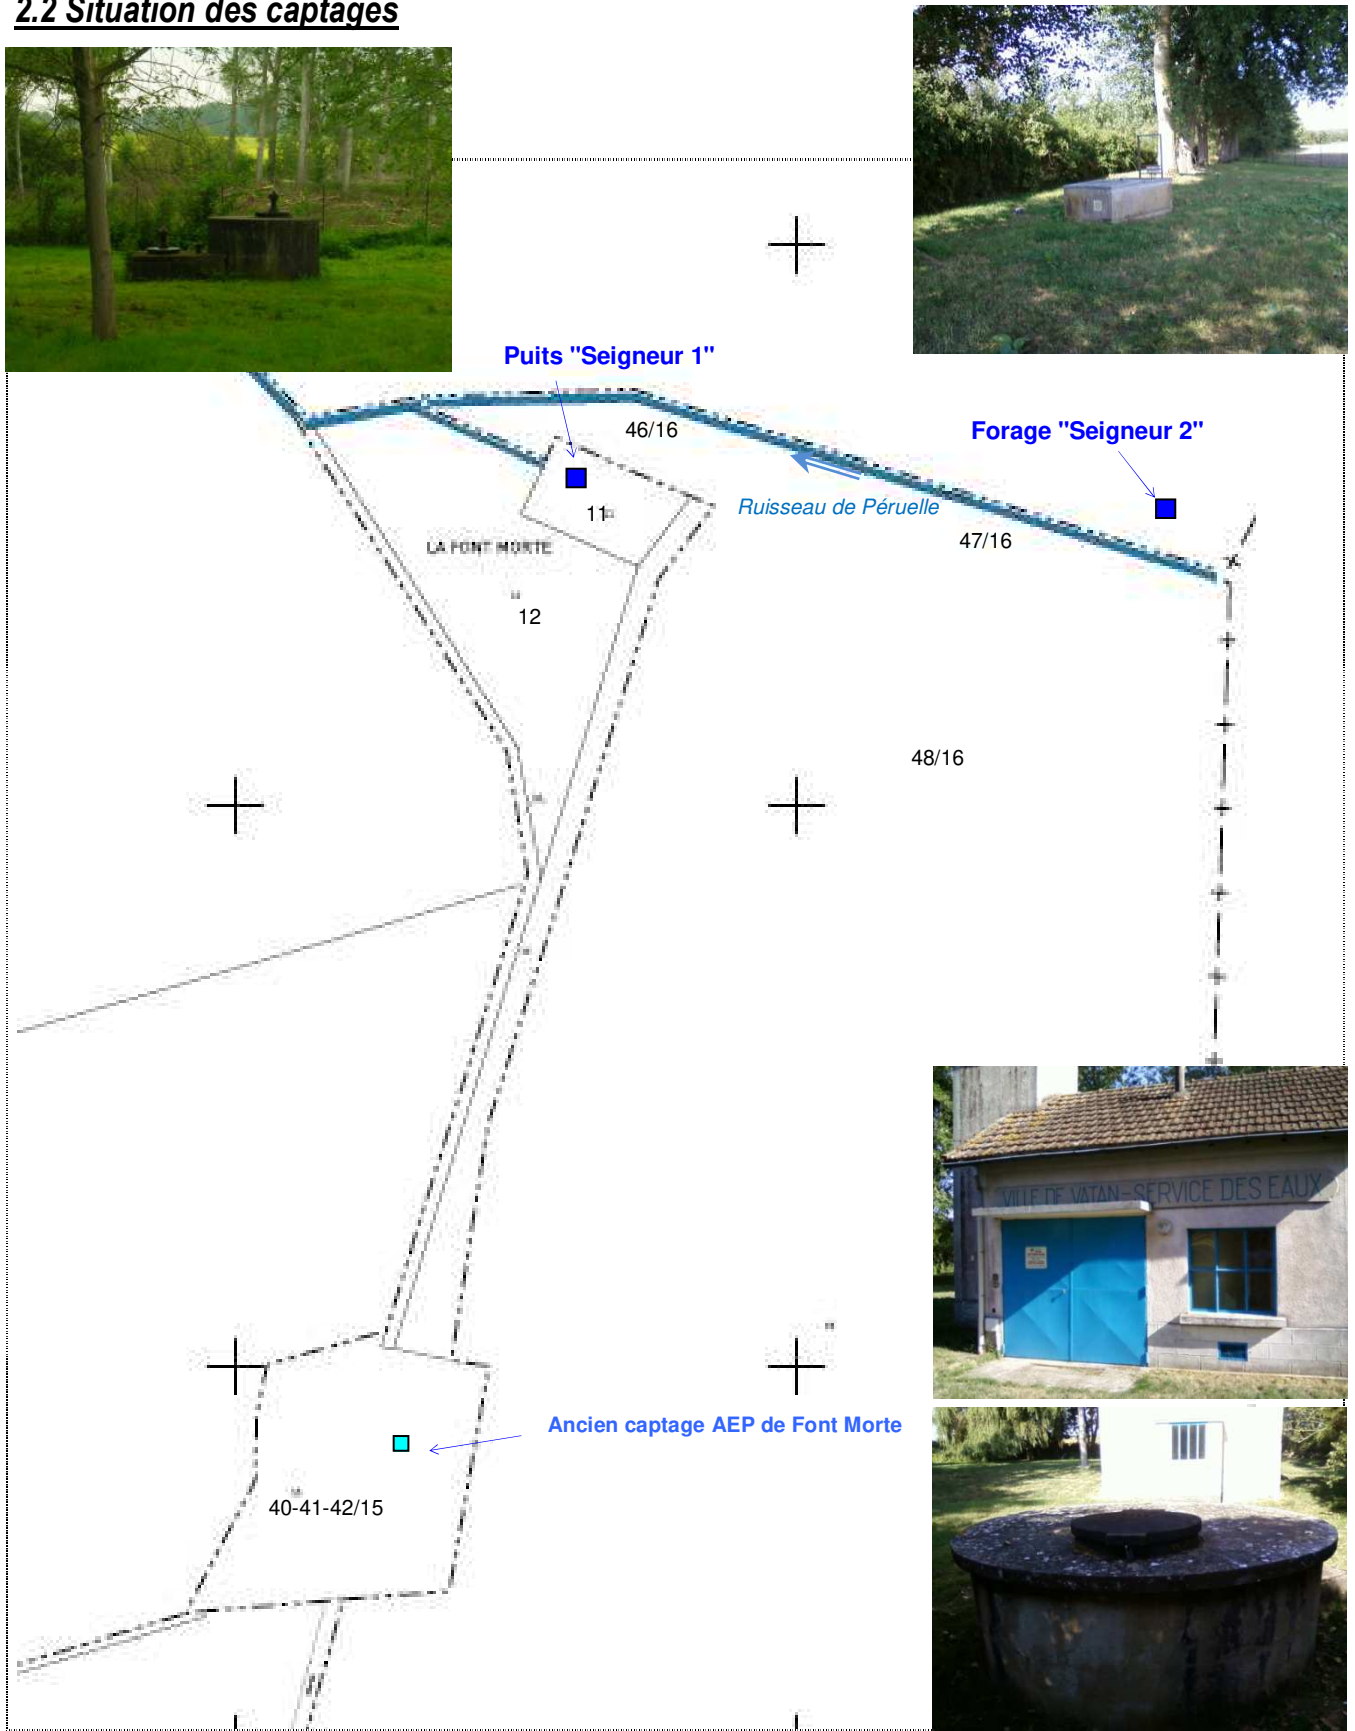 2.2 Situation des captages
Puits "Seigneur 1"
46/16
Forage "Seigneur 2"
Ruisseau de Péruelle
11
47/16
LA FONT MORTE
12
48/16
VILLE DE VATAN - SERVICE DES EAUX
Ancien captage AEP de Font Morte
40-41-42/15